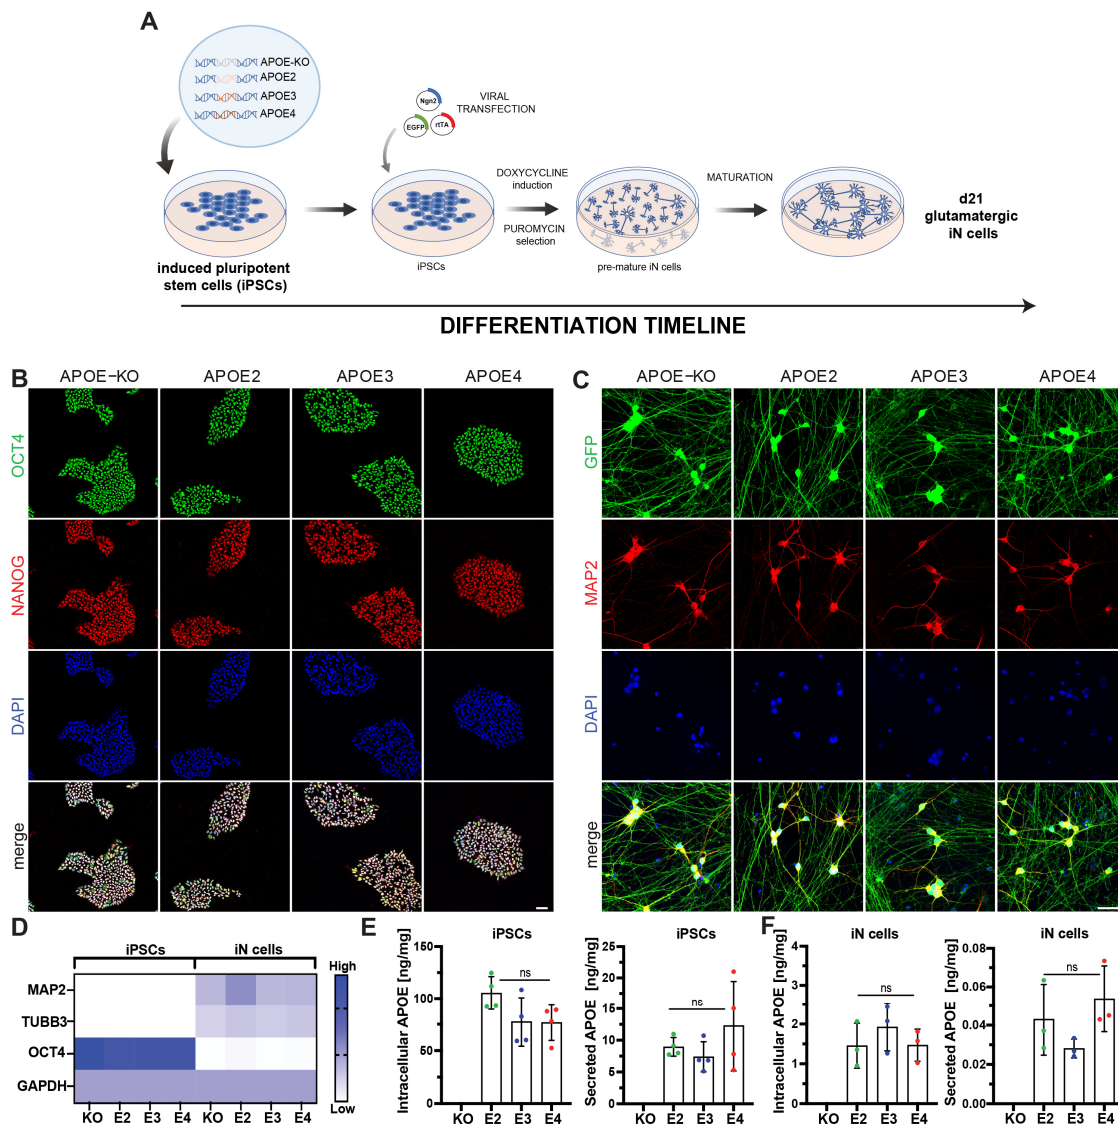 A
APOE-KO
APOE2
APOE3
APOE4
Ngn2
EGFP
rtTA
VIRAL
TRANSFECTION
DOXYCYCLINE
induction
PUROMYCIN
selection
MATURATION
d21
glutamatergic
iN cells
induced pluripotent
stem cells (iPSCs)
iPSCs
pre-mature iN cells
DIFFERENTIATION TIMELINE
B
APOE−KO
APOE2
APOE3
APOE4
OCT4
NANOG
DAPI
merge
C
APOE−KO
APOE2
APOE3
APOE4
GFP
MAP2
DAPI
merge
D
iPSCs
iN cells
MAP2
TUBB3
OCT4
GAPDH
KO
E2
E3
E4
KO
E2
E3
E4
High
Low
E
iPSCs
Intracellular APOE [ng/mg]
150
100
75
50
25
0
ns
KO
E2
E3
E4
iPSCs
Secreted APOE [ng/mg]
25
20
15
10
5
0
ns
KO
E2
E3
E4
F
iN cells
Intracellular APOE [ng/mg]
4
3
2
1
0
ns
KO
E2
E3
E4
iN cells
Secreted APOE [ng/mg]
0.08
0.06
0.04
0.02
0.00
ns
KO
E2
E3
E4